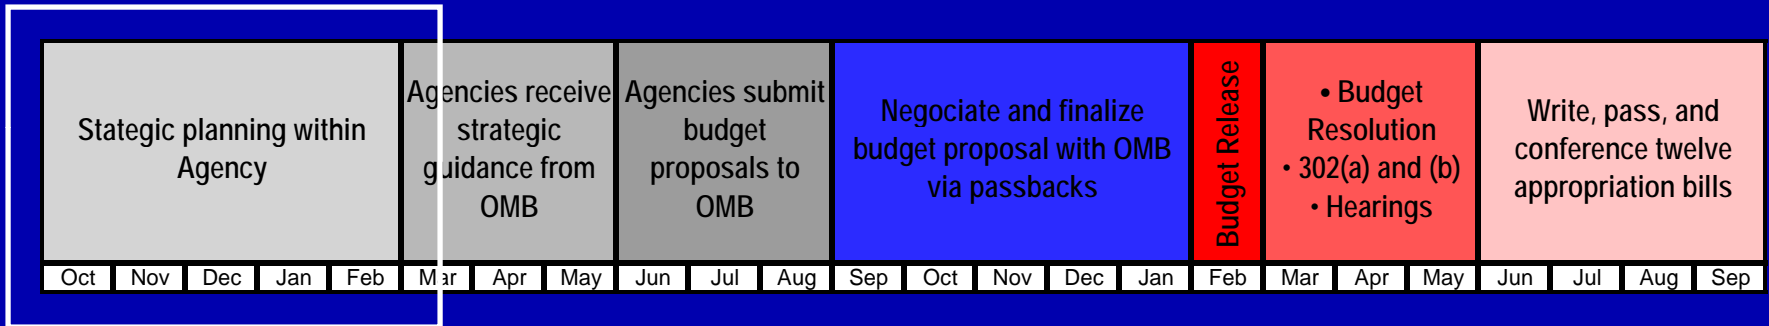 Stategic planning within
Agency
Agencies receive
strategic
guidance from
OMB
Agencies submit
budget
proposals to
OMB
Negociate and finalize
budget proposal with OMB
via passbacks
Budget Release
• Budget
Resolution
• 302(a) and (b)
• Hearings
Write, pass, and
conference twelve
appropriation bills
Oct Nov Dec Jan Feb Mar Apr May Jun Jul Aug Sep Oct Nov Dec Jan Feb Mar Apr May Jun Jul Aug Sep